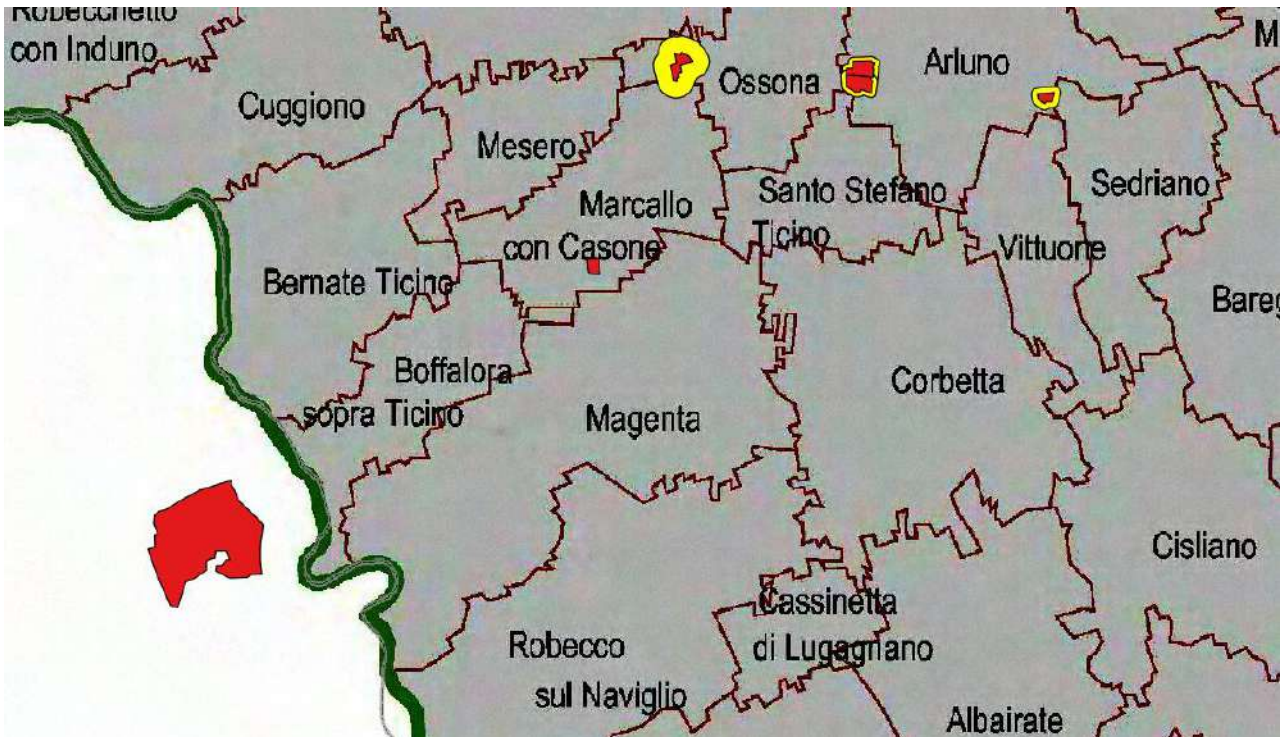 Robecchetto
con Induno
M
Arluno
Ossona
Cuggiono
Mesero
Sedriano
Santo Stefano
Ticino
Marcallo
con Casone
Vittuone
Bernate Ticino
Boffalora
sopra Ticino
Corbetta
Magenta
Cisliano
Cassinetta
di Lugagnano
Robecco
sul Naviglio
Albairate